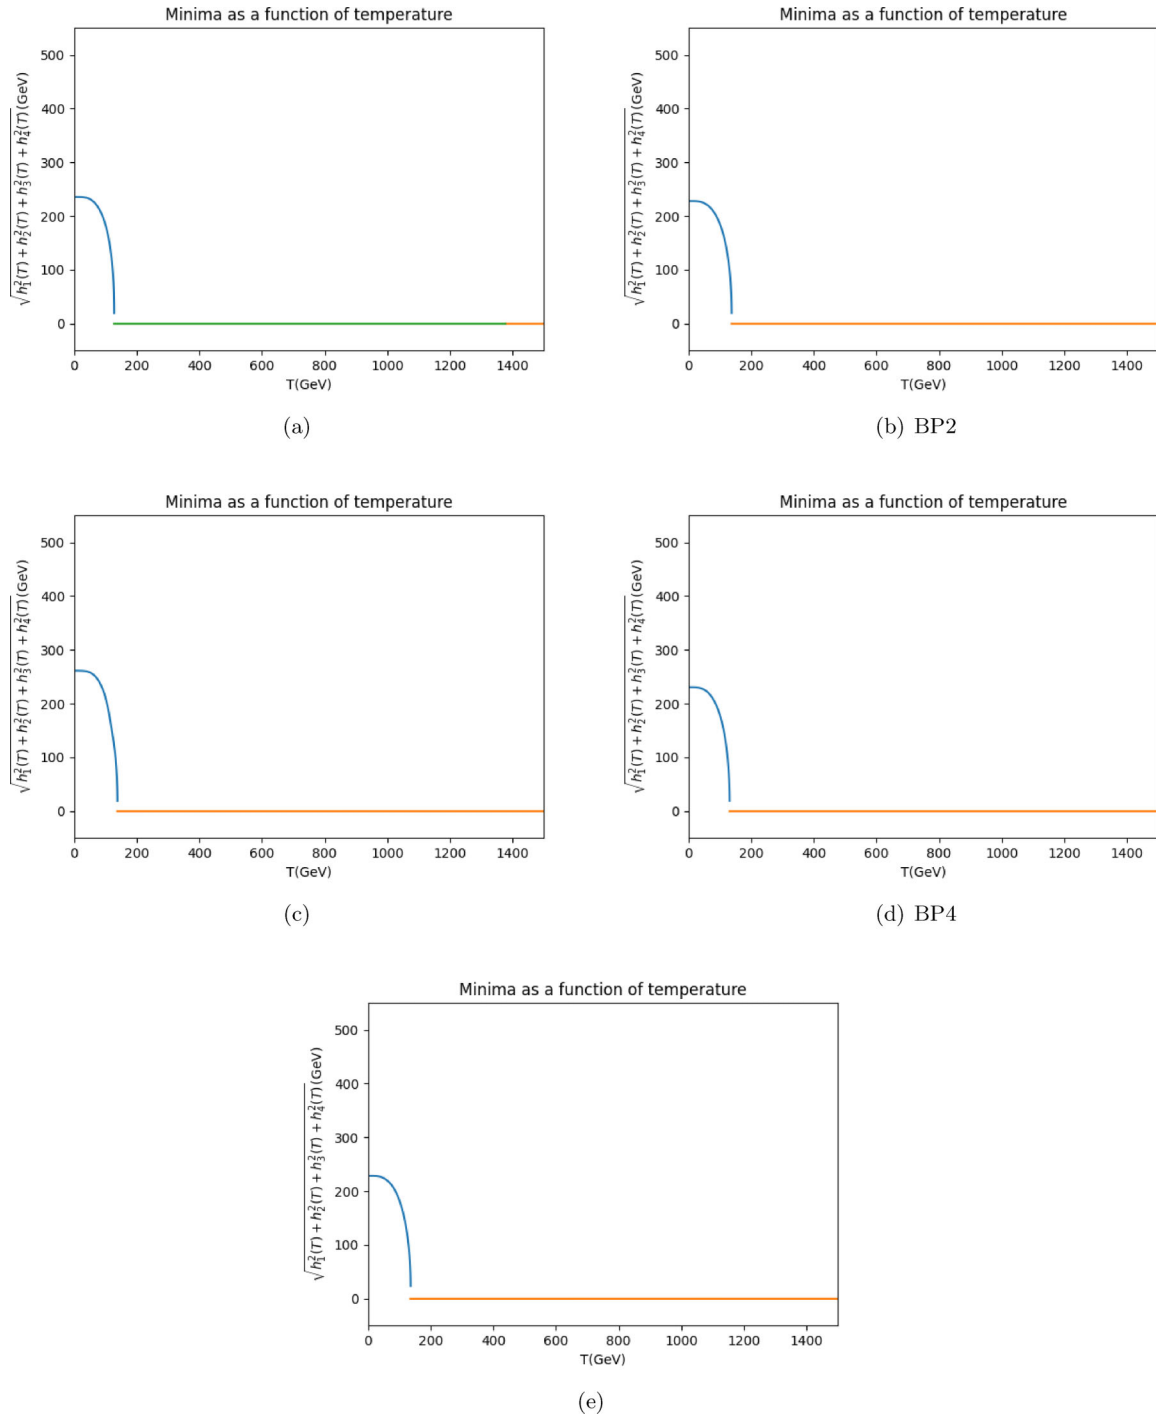 Minima as a function of temperature
√h₁²(T) + h₂²(T) + h₃²(T) + h₄²(T) (GeV)
500
400
300
200
100
0
0 200 400 600 800 1000 1200 1400
T(GeV)
(a)
Minima as a function of temperature
√h₁²(T) + h₂²(T) + h₃²(T) + h₄²(T) (GeV)
500
400
300
200
100
0
0 200 400 600 800 1000 1200 1400
T(GeV)
(b) BP2
Minima as a function of temperature
√h₁²(T) + h₂²(T) + h₃²(T) + h₄²(T) (GeV)
500
400
300
200
100
0
0 200 400 600 800 1000 1200 1400
T(GeV)
(c)
Minima as a function of temperature
√h₁²(T) + h₂²(T) + h₃²(T) + h₄²(T) (GeV)
500
400
300
200
100
0
0 200 400 600 800 1000 1200 1400
T(GeV)
(d) BP4
Minima as a function of temperature
√h₁²(T) + h₂²(T) + h₃²(T) + h₄²(T) (GeV)
500
400
300
200
100
0
0 200 400 600 800 1000 1200 1400
T(GeV)
(e)